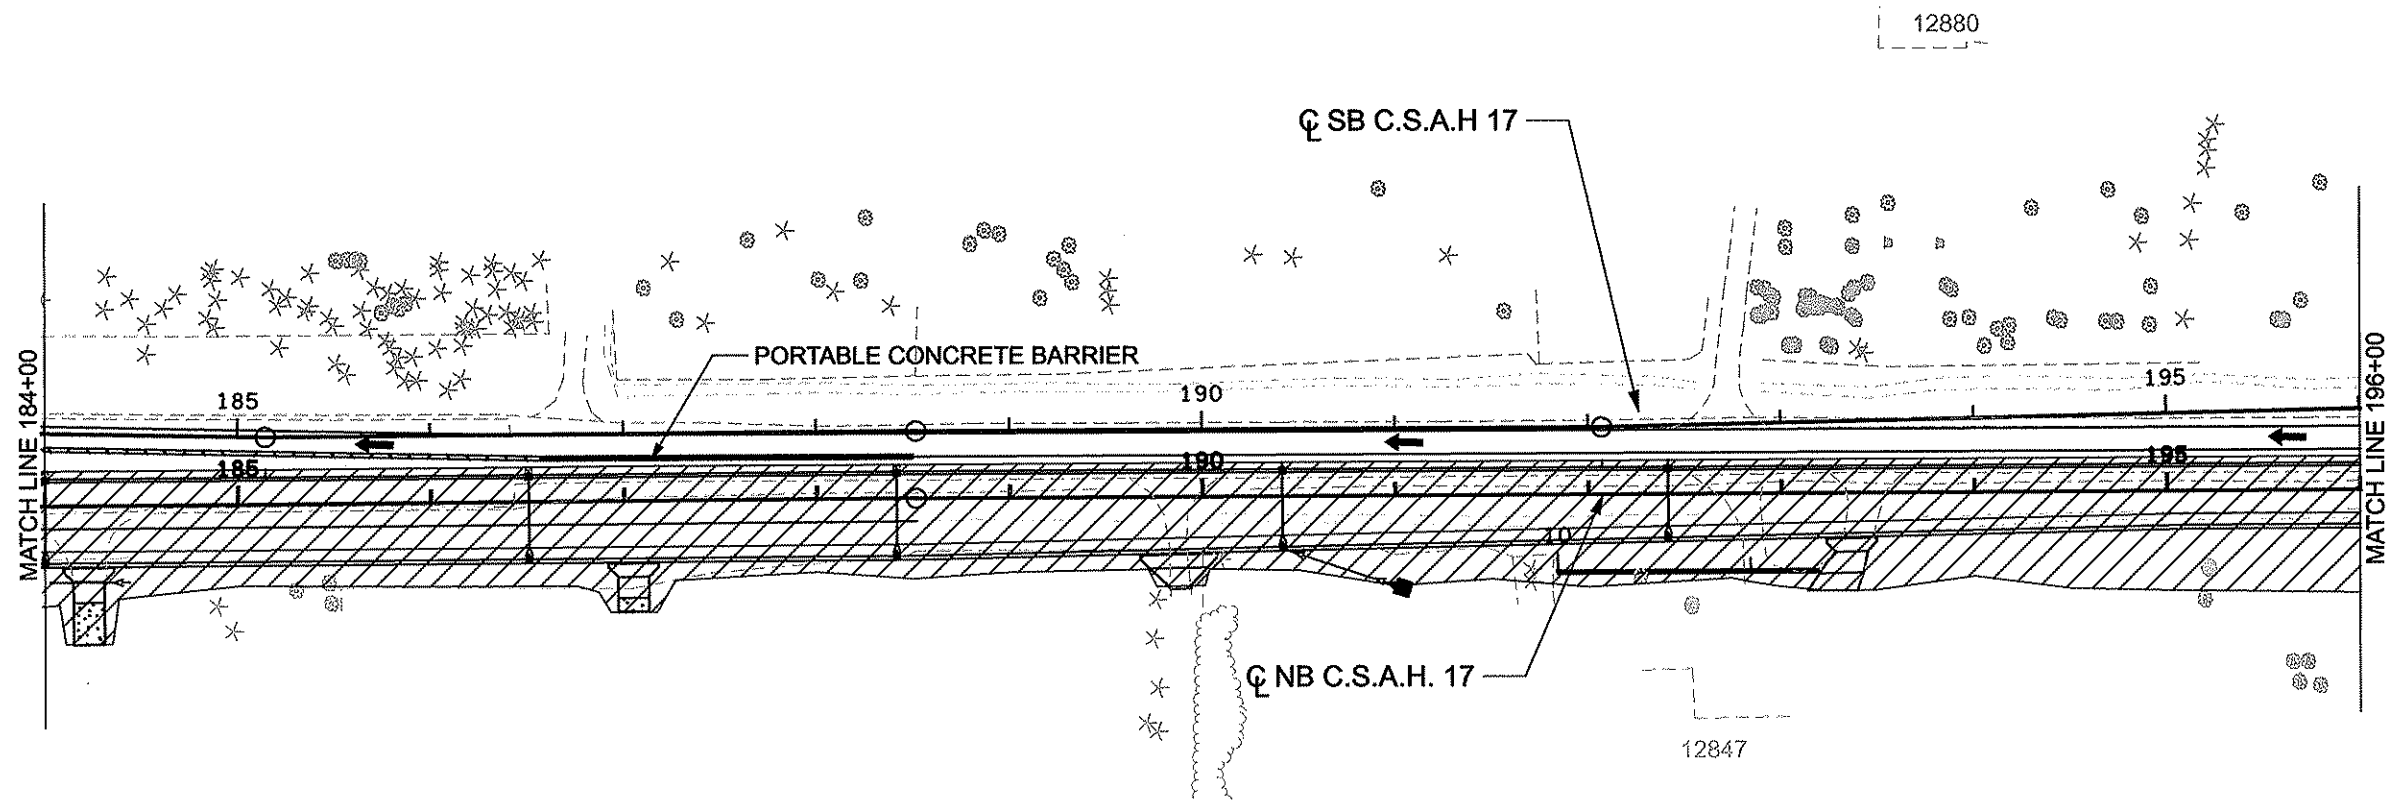 12880
℄ SB C.S.A.H 17
MATCH LINE 184+00
MATCH LINE 196+00
PORTABLE CONCRETE BARRIER
185
190
195
185
190
195
10
℄ NB C.S.A.H. 17
12847